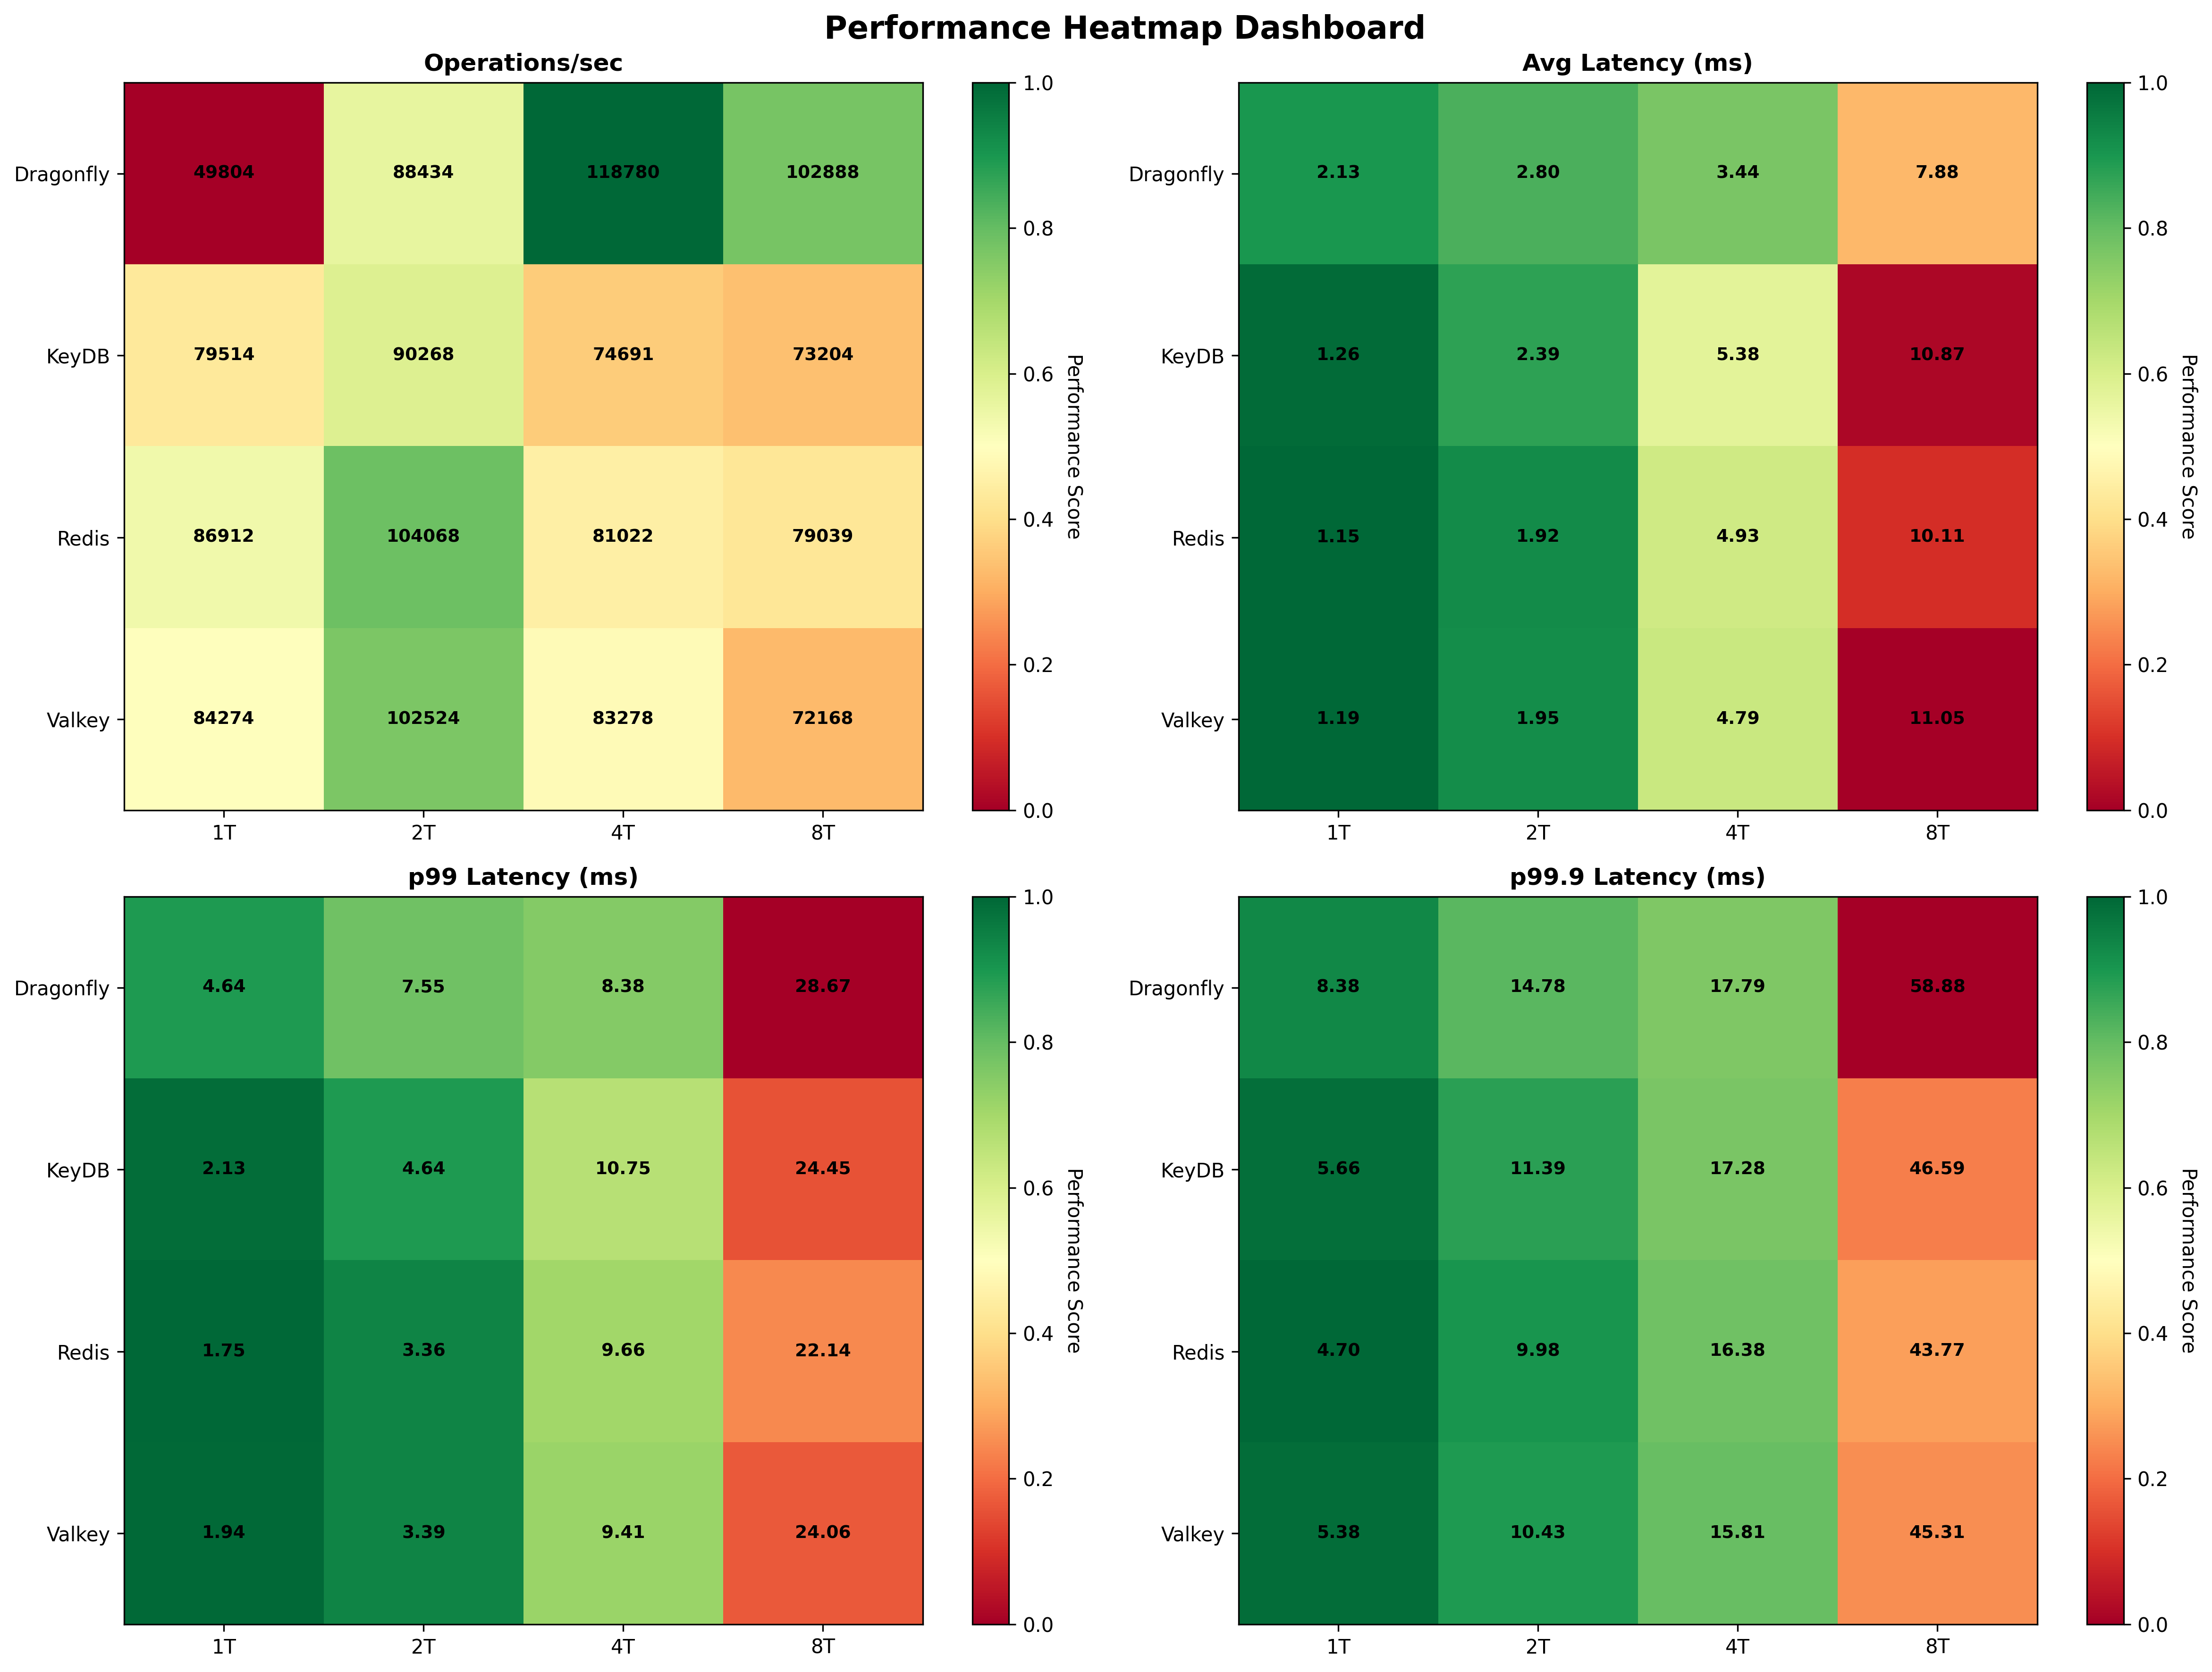 Performance Heatmap Dashboard
Operations/sec
Dragonfly 49804 88434 118780 102888
KeyDB 79514 90268 74691 73204
Redis 86912 104068 81022 79039
Valkey 84274 102524 83278 72168
1T 2T 4T 8T
1.0
0.8
0.6
0.4
0.2
0.0
Performance Score
Avg Latency (ms)
Dragonfly 2.13 2.80 3.44 7.88
KeyDB 1.26 2.39 5.38 10.87
Redis 1.15 1.92 4.93 10.11
Valkey 1.19 1.95 4.79 11.05
1T 2T 4T 8T
1.0
0.8
0.6
0.4
0.2
0.0
Performance Score
p99 Latency (ms)
Dragonfly 4.64 7.55 8.38 28.67
KeyDB 2.13 4.64 10.75 24.45
Redis 1.75 3.36 9.66 22.14
Valkey 1.94 3.39 9.41 24.06
1T 2T 4T 8T
1.0
0.8
0.6
0.4
0.2
0.0
Performance Score
p99.9 Latency (ms)
Dragonfly 8.38 14.78 17.79 58.88
KeyDB 5.66 11.39 17.28 46.59
Redis 4.70 9.98 16.38 43.77
Valkey 5.38 10.43 15.81 45.31
1T 2T 4T 8T
1.0
0.8
0.6
0.4
0.2
0.0
Performance Score